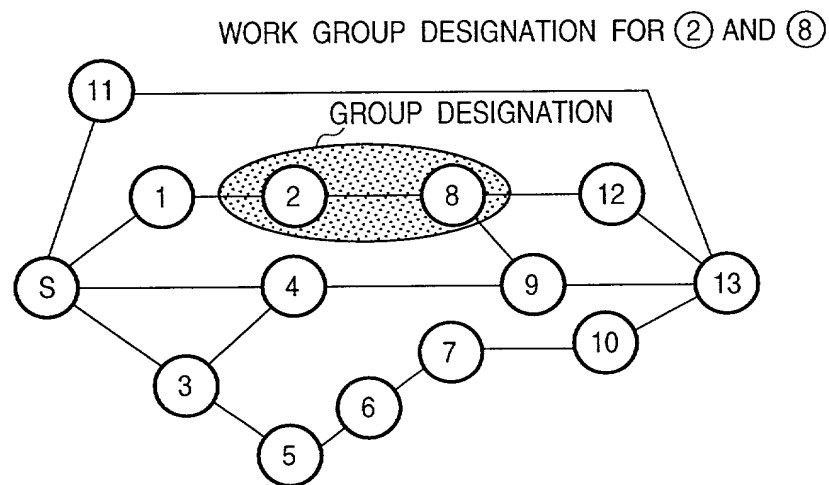 WORK GROUP DESIGNATION FOR 2 AND 8
11
GROUP DESIGNATION
1 2 8 12
S 4 9 13
7 10
3 6
5